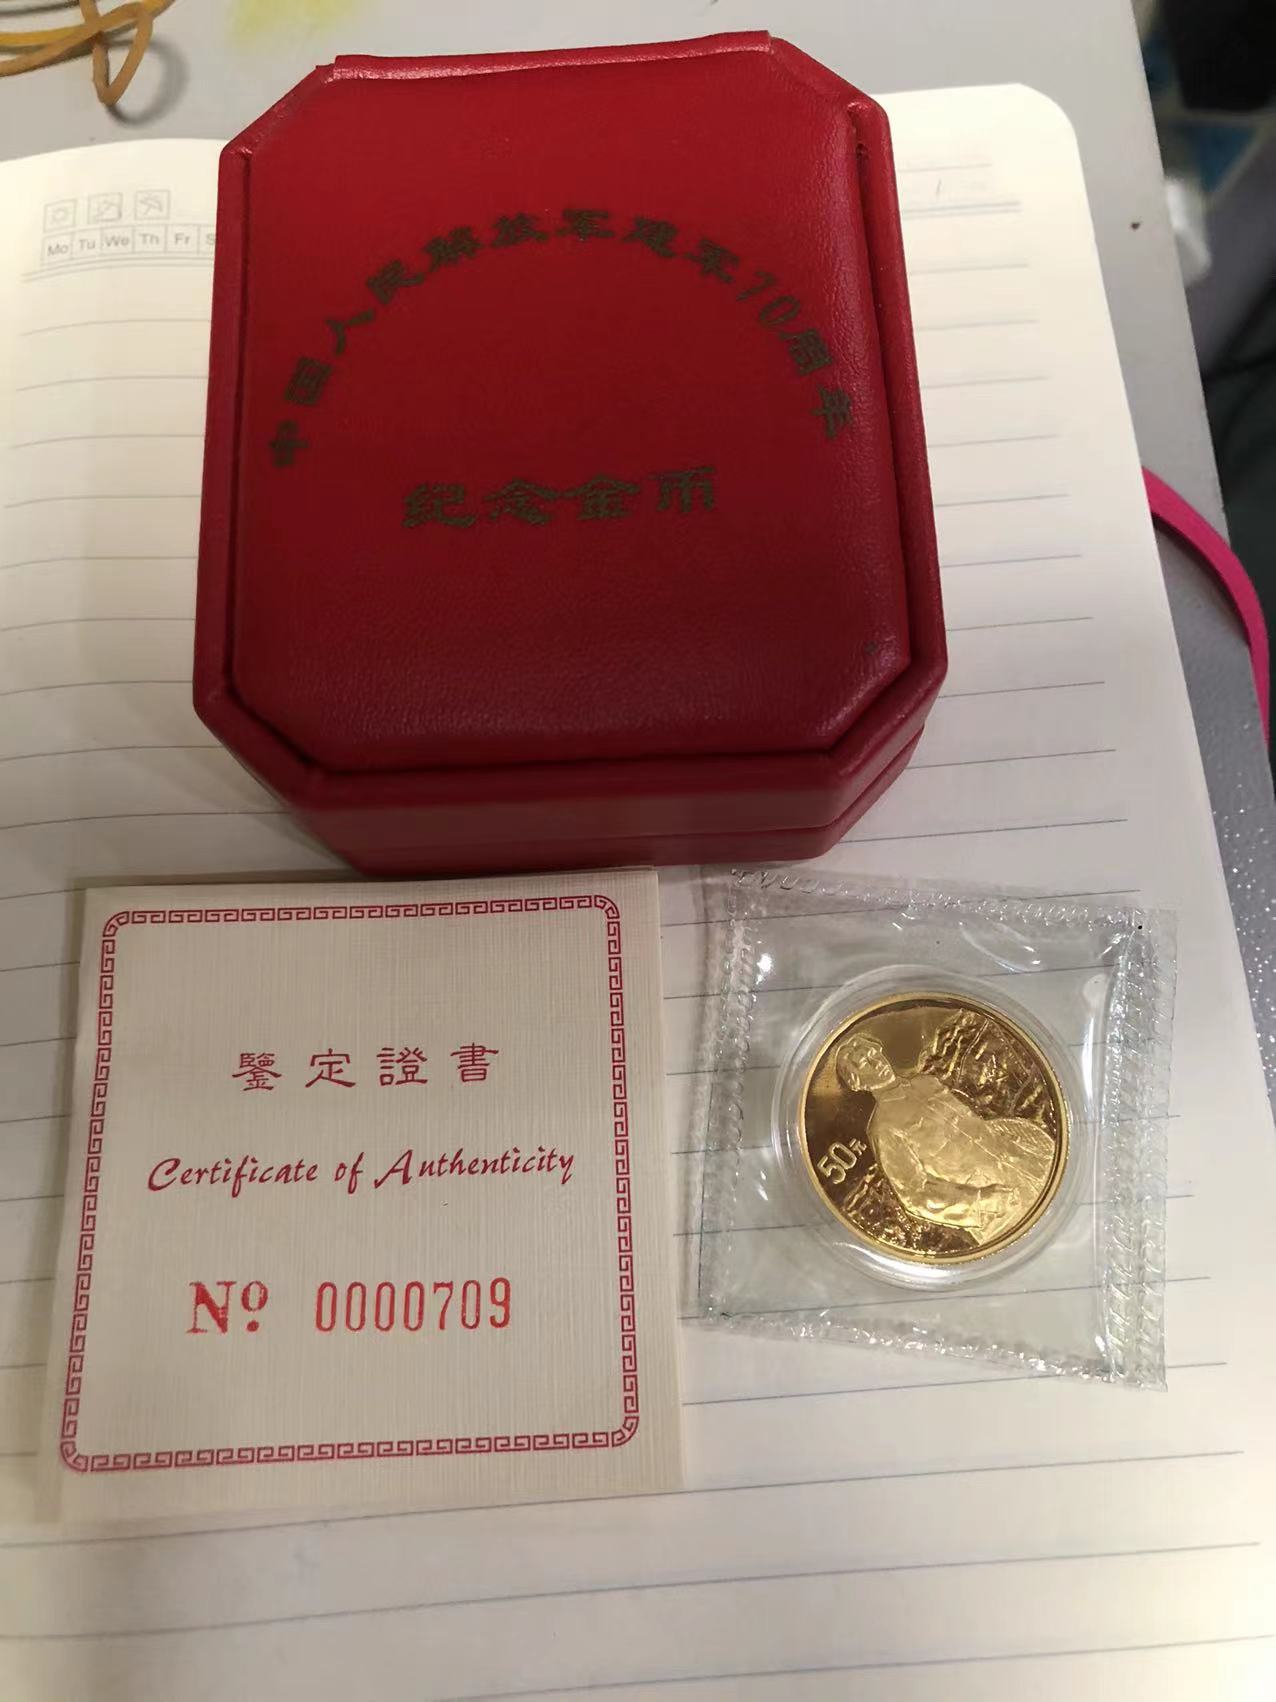 Mo Tu We Th Fr S
中国人民解放军建军70周年
纪念金币
鑒定證書
Certificate of Authenticity
Nº 0000709
50元